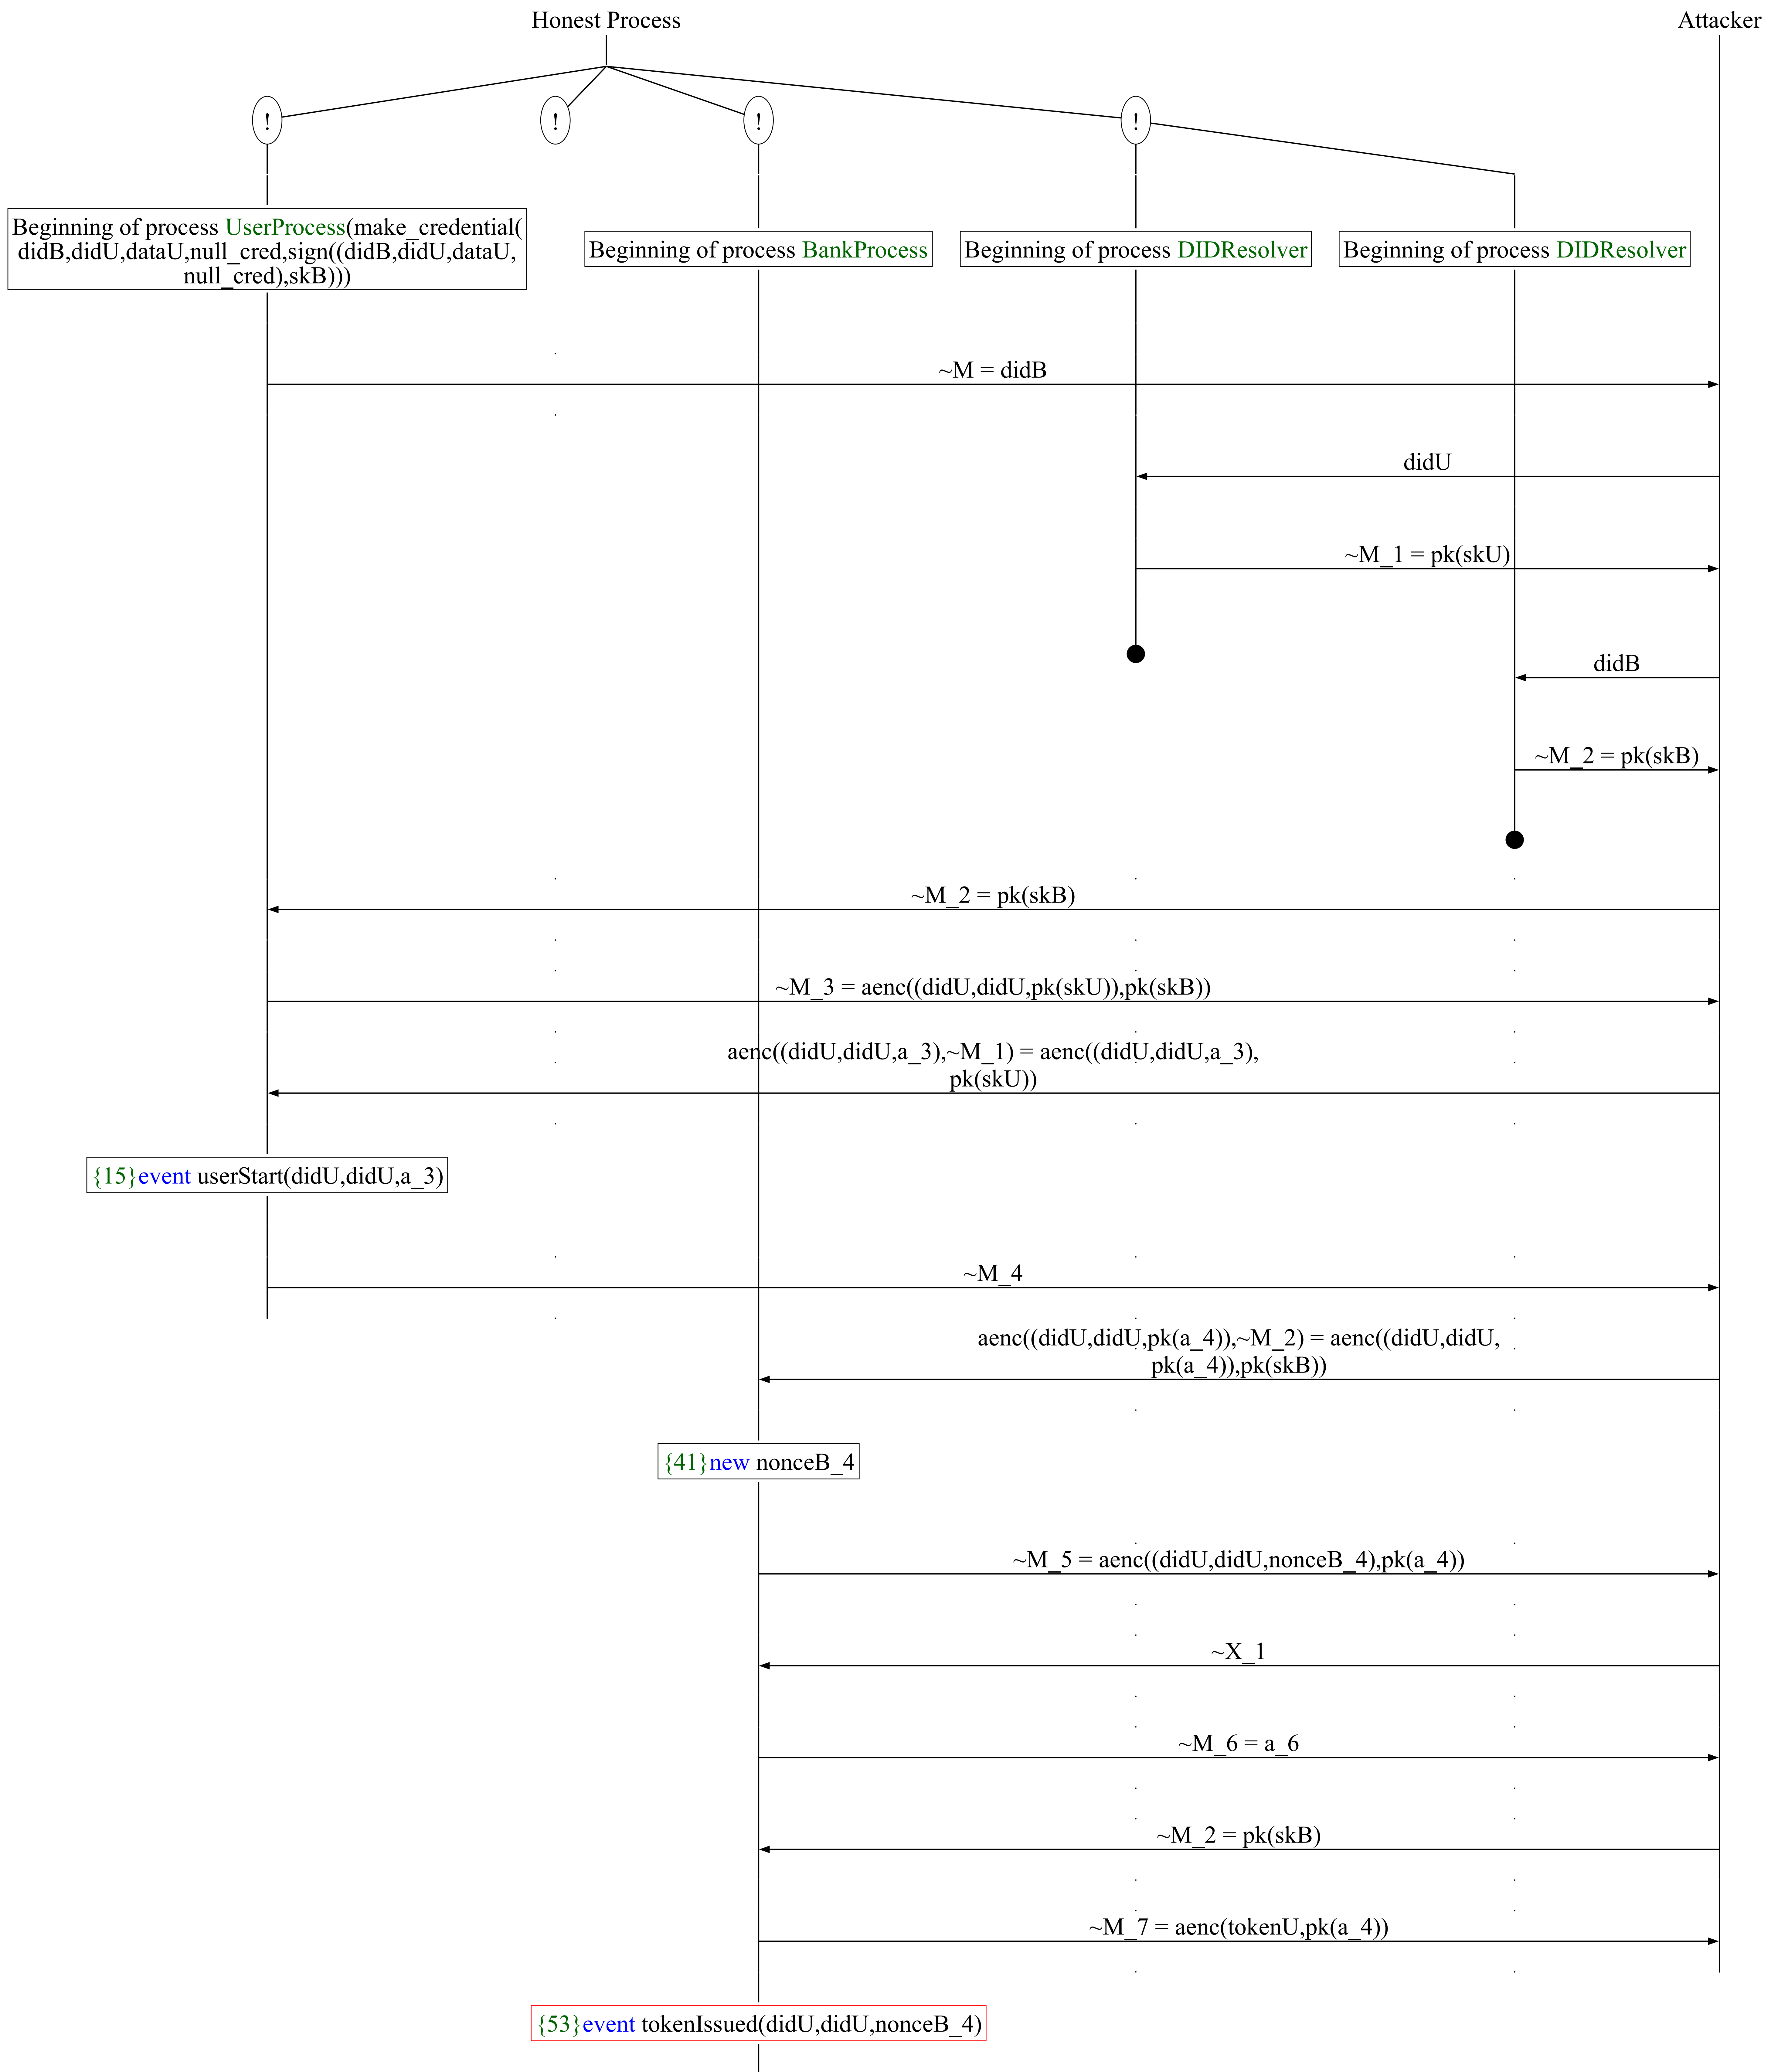 Honest Process
Attacker
!
!
!
!
Beginning of process UserProcess(make_credential(
didB,didU,dataU,null_cred,sign((didB,didU,dataU,
null_cred),skB)))
Beginning of process BankProcess
Beginning of process DIDResolver
Beginning of process DIDResolver
~M = didB
didU
~M_1 = pk(skU)
didB
~M_2 = pk(skB)
~M_2 = pk(skB)
~M_3 = aenc((didU,didU,pk(skU)),pk(skB))
aenc((didU,didU,a_3),~M_1) = aenc((didU,didU,a_3),
pk(skU))
{15}event userStart(didU,didU,a_3)
~M_4
aenc((didU,didU,pk(a_4)),~M_2) = aenc((didU,didU,
pk(a_4)),pk(skB))
{41}new nonceB_4
~M_5 = aenc((didU,didU,nonceB_4),pk(a_4))
~X_1
~M_6 = a_6
~M_2 = pk(skB)
~M_7 = aenc(tokenU,pk(a_4))
{53}event tokenIssued(didU,didU,nonceB_4)